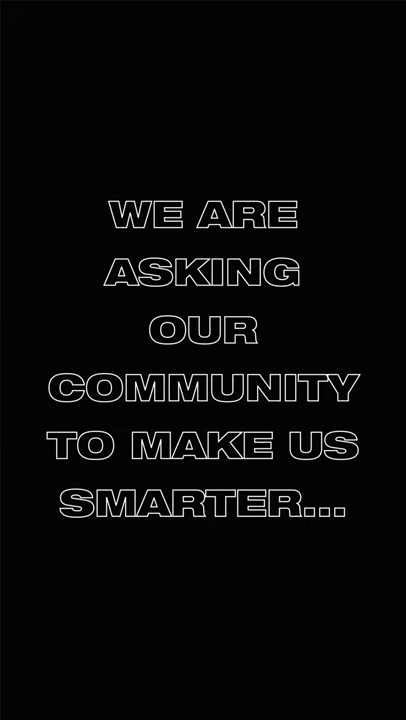 WE ARE
ASKING
OUR
COMMUNITY
TO MAKE US
SMARTER...